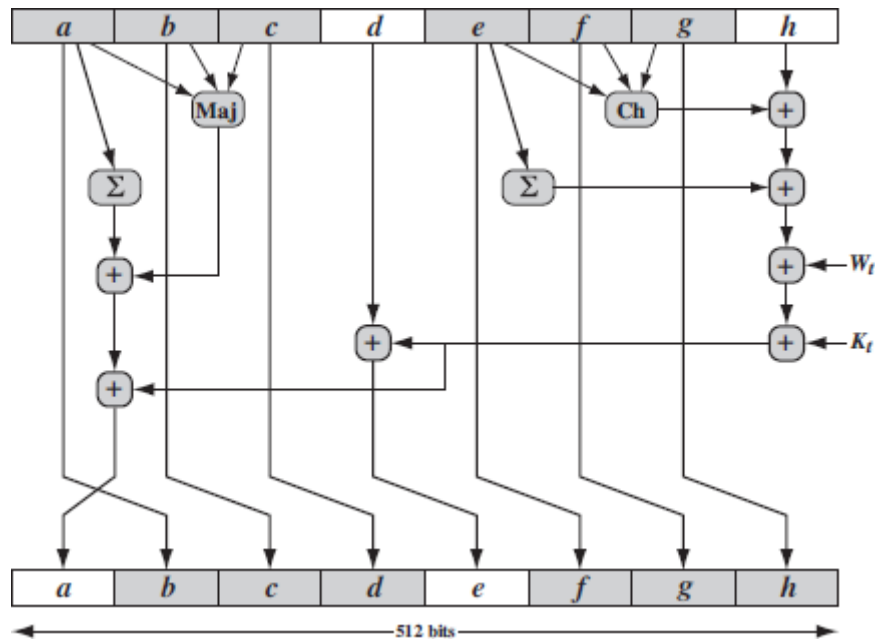 a b c d e f g h
Maj Ch +
Σ Σ +
+ + W_t
+ + K_t
+
a b c d e f g h
512 bits